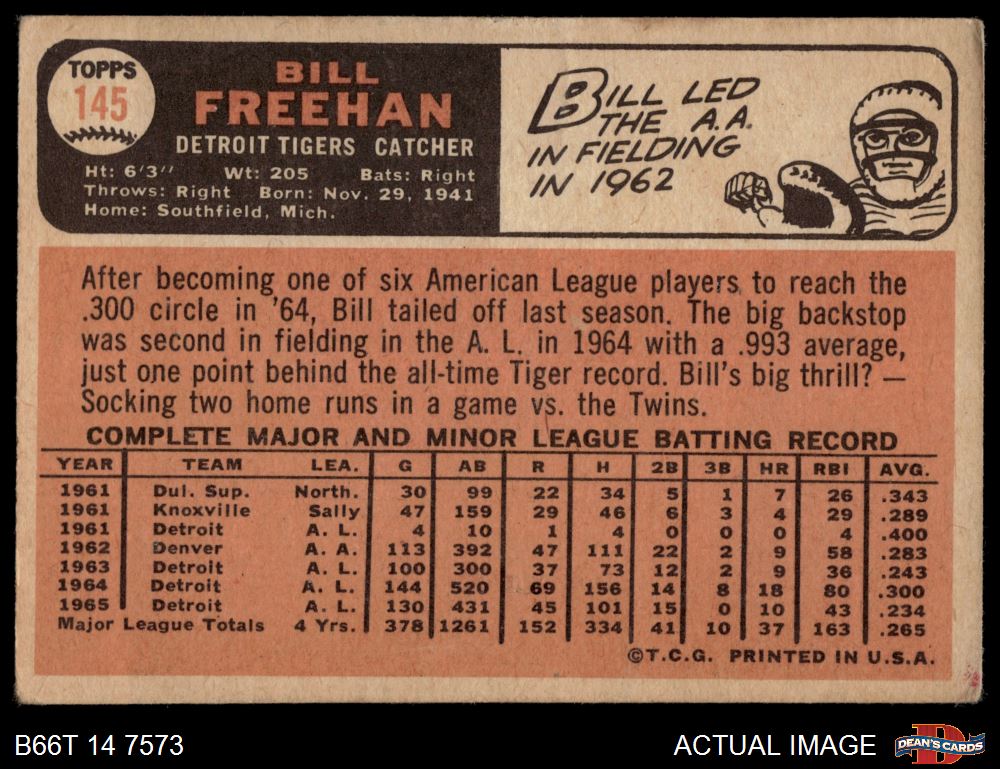 TOPPS
145
BILL
FREEHAN
DETROIT TIGERS CATCHER
Ht: 6'3" Wt: 205 Bats: Right
Throws: Right Born: Nov. 29, 1941
Home: Southfield, Mich.
BILL LED
THE A.A.
IN FIELDING
IN 1962
After becoming one of six American League players to reach the
.300 circle in '64, Bill tailed off last season. The big backstop
was second in fielding in the A. L. in 1964 with a .993 average,
just one point behind the all-time Tiger record. Bill's big thrill? —
Socking two home runs in a game vs. the Twins.
COMPLETE MAJOR AND MINOR LEAGUE BATTING RECORD
YEAR TEAM LEA. G AB R H 2B 3B HR RBI AVG.
1961 Dul. Sup. North. 30 99 22 34 5 1 7 26 .343
1961 Knoxville Sally 47 159 29 46 6 3 4 29 .289
1961 Detroit A. L. 4 10 1 4 0 0 0 4 .400
1962 Denver A. A. 113 392 47 111 22 2 9 58 .283
1963 Detroit A. L. 100 300 37 73 12 2 9 36 .243
1964 Detroit A. L. 144 520 69 156 14 8 18 80 .300
1965 Detroit A. L. 130 431 45 101 15 0 10 43 .234
Major League Totals 4 Yrs. 378 1261 152 334 41 10 37 163 .265
©T.C.G. PRINTED IN U.S.A.
B66T 14 7573
ACTUAL IMAGE
D
DEAN'S CARDS